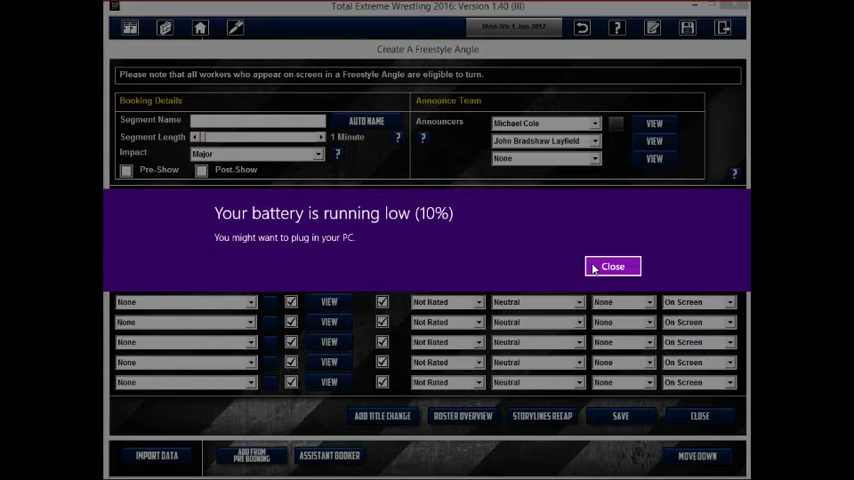 Total Extreme Wrestling 2016: Version 1.40 (III)
Mon Wk 1 Jan 2012
?
Create A Freestyle Angle
Please note that all workers who appear on-screen in a Freestyle Angle are eligible to turn.
Booking Details
Announce Team
Segment Name
AUTO NAME
Announcers
Michael Cole
VIEW
Segment Length
1 Minute
?
?
John Bradshaw Layfield
VIEW
Impact
Major
?
None
VIEW
Pre-Show
Post-Show
?
Your battery is running low (10%)
You might want to plug in your PC.
Close
None VIEW Not Rated Neutral None On Screen
None VIEW Not Rated Neutral None On Screen
None VIEW Not Rated Neutral None On Screen
None VIEW Not Rated Neutral None On Screen
None VIEW Not Rated Neutral None On Screen
ADD TITLE CHANGE ROSTER OVERVIEW STORYLINES RECAP SAVE CLOSE
IMPORT DATA ADD FROM
PRE BOOKING ASSISTANT BOOKER MOVE DOWN